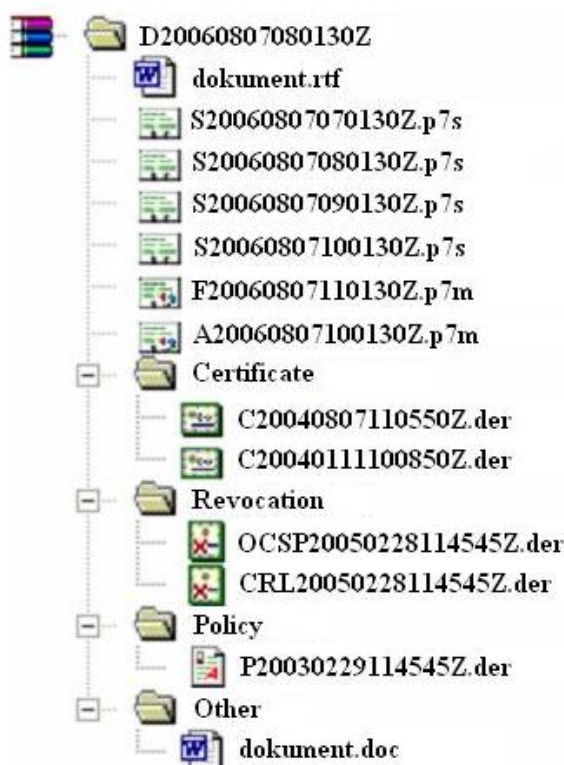 D20060807080130Z
dokument.rtf
S20060807070130Z.p7s
S20060807080130Z.p7s
S20060807090130Z.p7s
S20060807100130Z.p7s
F20060807110130Z.p7m
A20060807100130Z.p7m
Certificate
C20040807110550Z.der
C20040111100850Z.der
Revocation
OCSP20050228114545Z.der
CRL20050228114545Z.der
Policy
P20030229114545Z.der
Other
dokument.doc